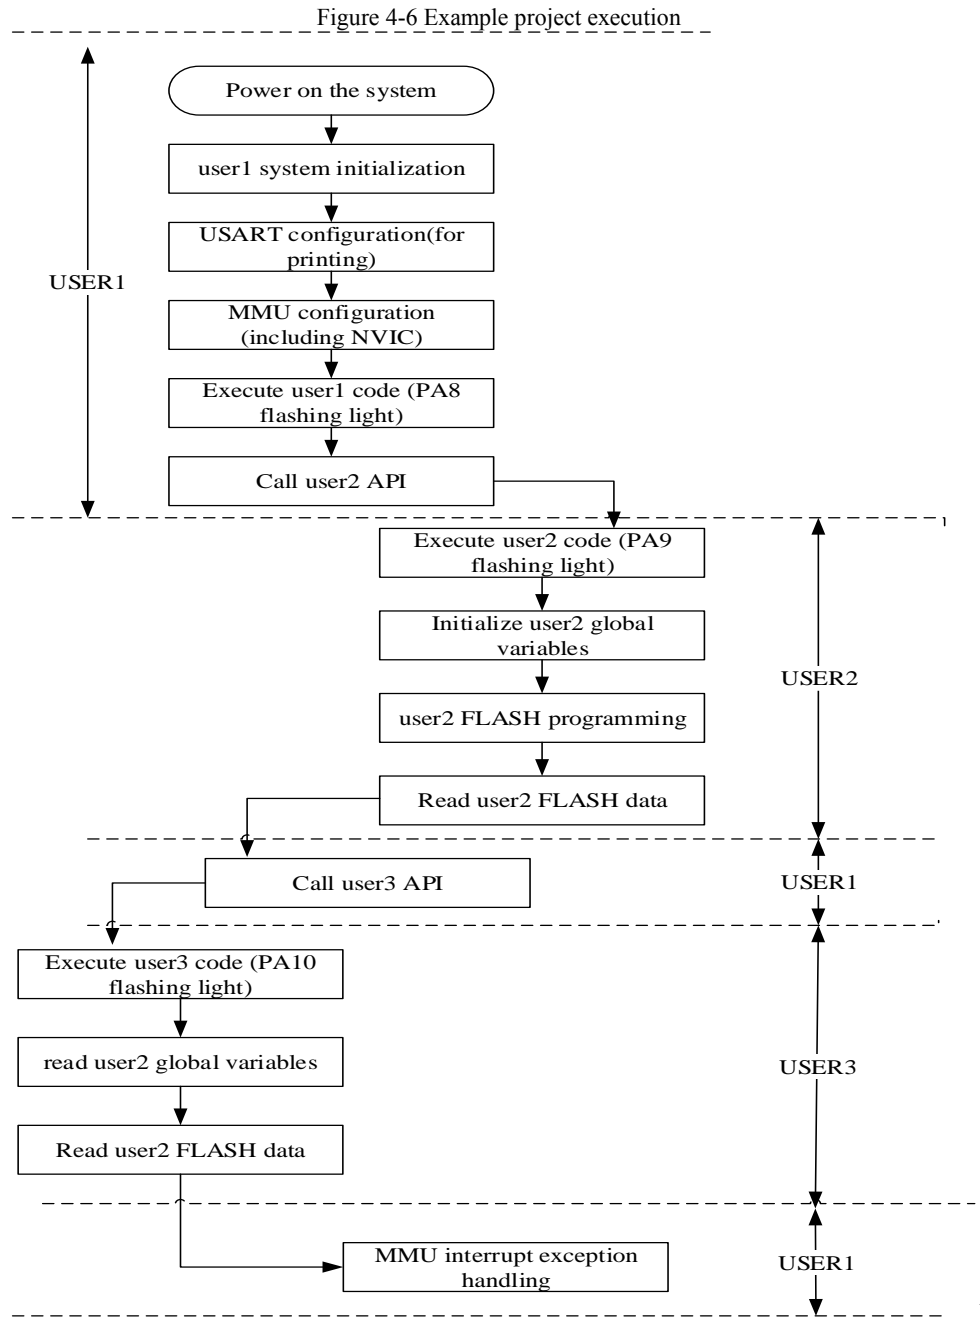 Figure 4-6 Example project execution
Power on the system
user1 system initialization
USART configuration(for
printing)
USER1
MMU configuration
(including NVIC)
Execute user1 code (PA8
flashing light)
Call user2 API
Execute user2 code (PA9
flashing light)
Initialize user2 global
variables
USER2
user2 FLASH programming
Read user2 FLASH data
Call user3 API
USER1
Execute user3 code (PA10
flashing light)
read user2 global variables
USER3
Read user2 FLASH data
MMU interrupt exception
handling
USER1